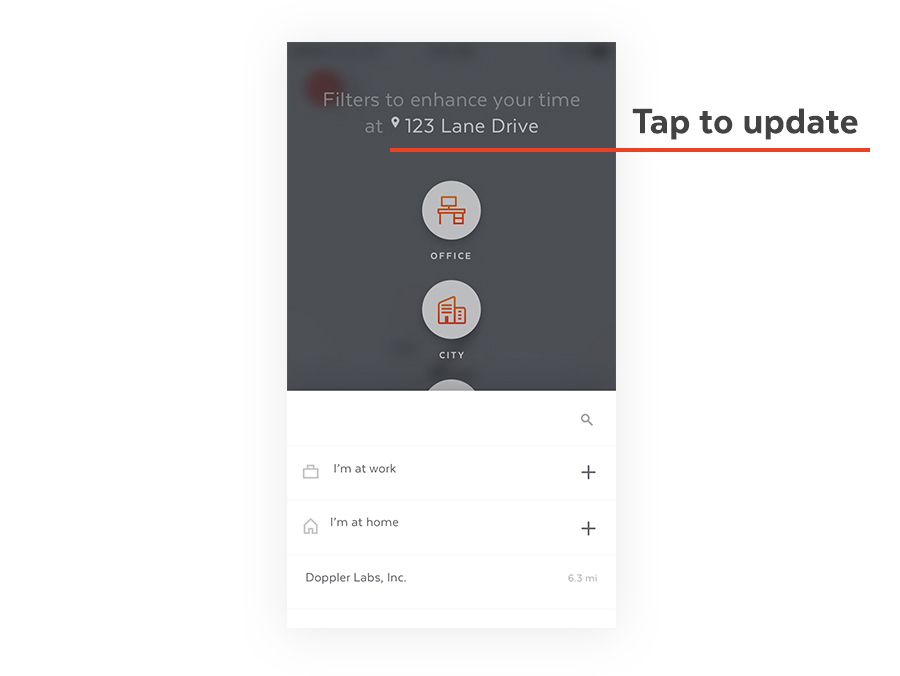 Filters to enhance your time
at 123 Lane Drive
Tap to update
OFFICE
CITY
I'm at work
I'm at home
Doppler Labs, Inc.
6.3 mi